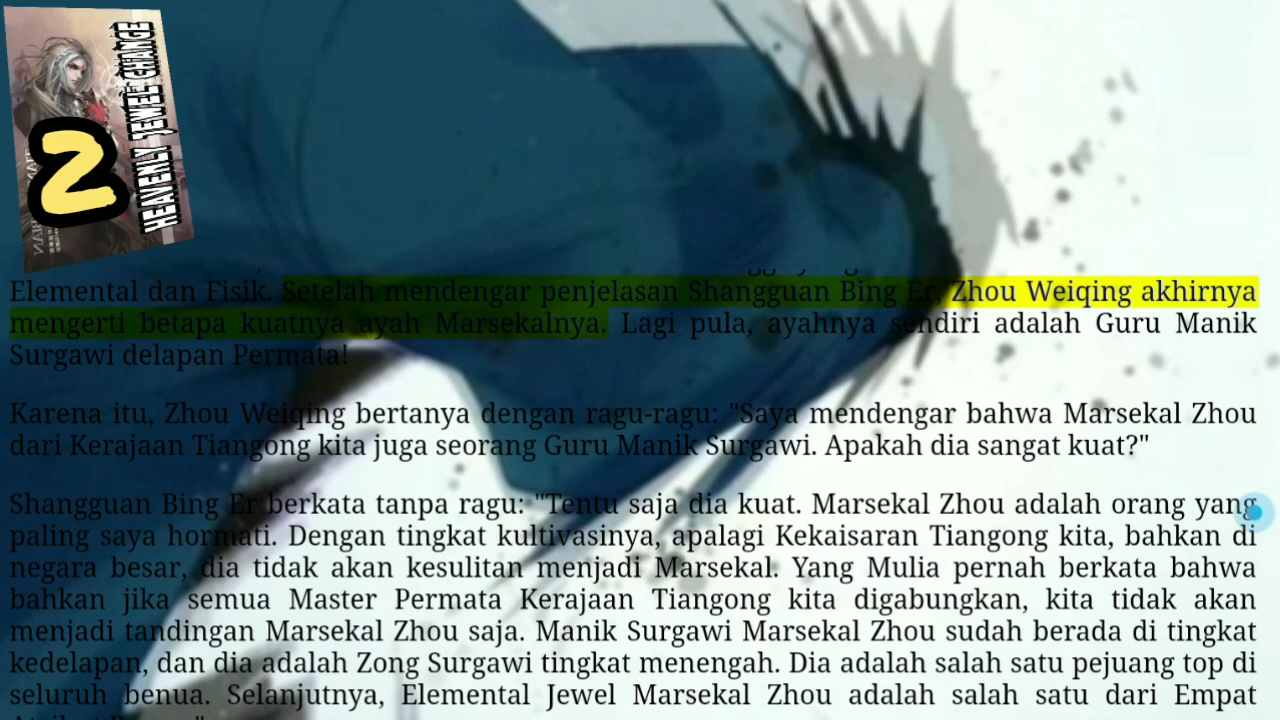 HEAVENLY JEWEL CHANGE
2
Elemental dan Fisik. Setelah mendengar penjelasan Shangguan Bing Er, Zhou Weiqing akhirnya
mengerti betapa kuatnya ayah Marsekalnya. Lagi pula, ayahnya sendiri adalah Guru Manik
Surgawi delapan Permata!
Karena itu, Zhou Weiqing bertanya dengan ragu-ragu: "Saya mendengar bahwa Marsekal Zhou
dari Kerajaan Tiangong kita juga seorang Guru Manik Surgawi. Apakah dia sangat kuat?"
Shangguan Bing Er berkata tanpa ragu: "Tentu saja dia kuat. Marsekal Zhou adalah orang yang
paling saya hormati. Dengan tingkat kultivasinya, apalagi Kekaisaran Tiangong kita, bahkan di
negara besar, dia tidak akan kesulitan menjadi Marsekal. Yang Mulia pernah berkata bahwa
bahkan jika semua Master Permata Kerajaan Tiangong kita digabungkan, kita tidak akan
menjadi tandingan Marsekal Zhou saja. Manik Surgawi Marsekal Zhou sudah berada di tingkat
kedelapan, dan dia adalah Zong Surgawi tingkat menengah. Dia adalah salah satu pejuang top di
seluruh benua. Selanjutnya, Elemental Jewel Marsekal Zhou adalah salah satu dari Empat